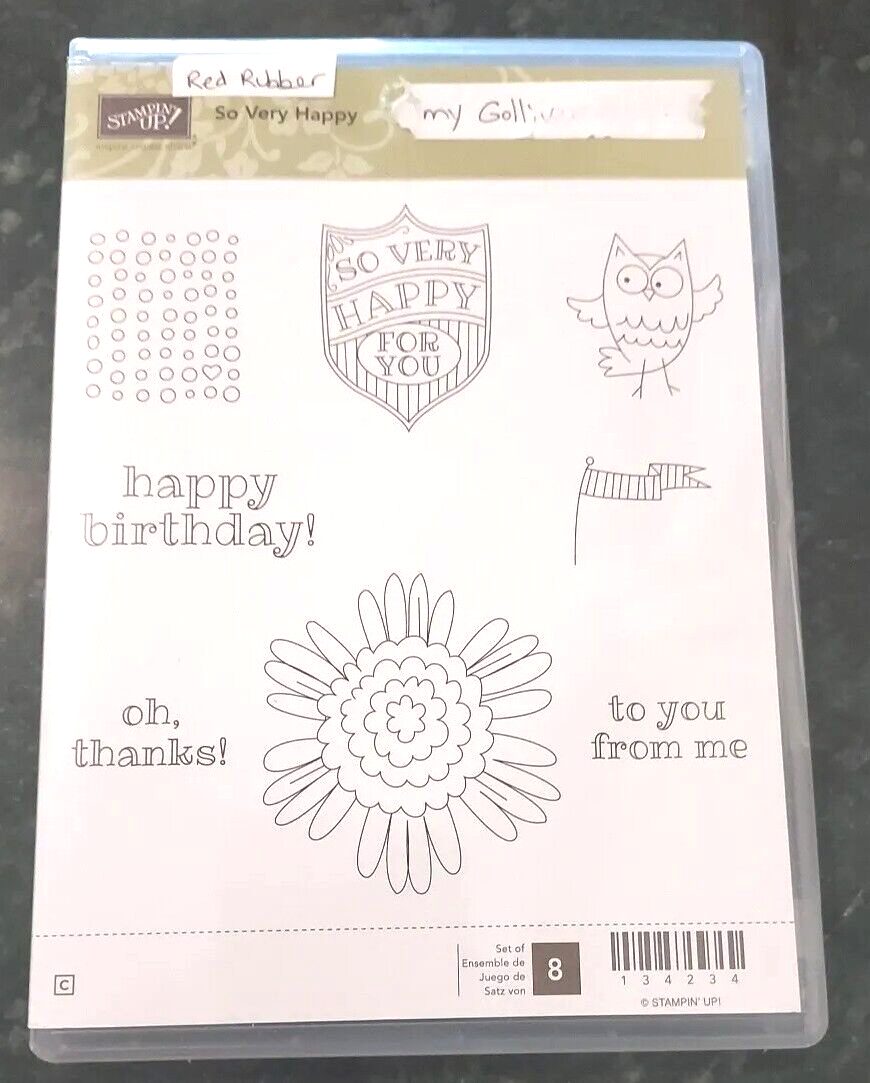 Red Rubber
STAMPIN' UP!
So Very Happy
my
SO VERY
HAPPY
FOR
YOU
happy
birthday!
oh,
thanks!
to you
from me
Set of
Ensemble de
Juego de
Satz von
8
C
1 3 4 2 3 4
© STAMPIN' UP!